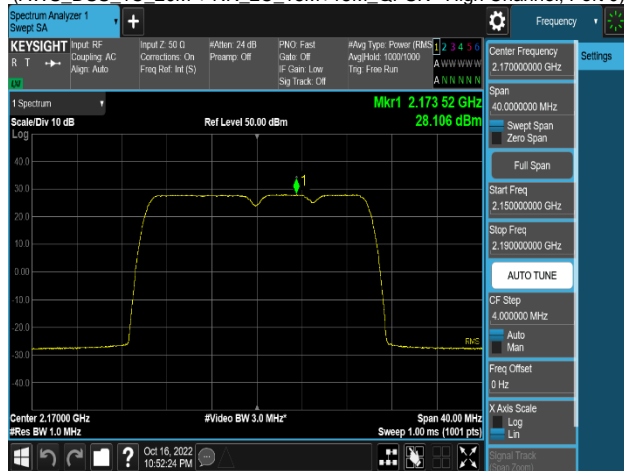 Spectrum Analyzer 1
Swept SA
Frequency
KEYSIGHT
R T
Input: RF
Coupling: AC
Align: Auto
Input Z: 50 Ω
Corrections: On
Freq Ref: Int (S)
#Atten: 24 dB
Preamp: Off
PNO: Fast
Gate: Off
IF Gain: Low
Sig Track: Off
#Avg Type: Power (RMS
Avg|Hold: 1000/1000
Trig: Free Run
1 2 3 4 5 6
A W W W W W
A N N N N N
1 Spectrum
Scale/Div 10 dB
Log
Ref Level 50.00 dBm
Mkr1 2.173 52 GHz
28.106 dBm
40.0
30.0
20.0
10.0
0.00
-10.0
-20.0
-30.0
-40.0
1
RMS
Center 2.17000 GHz
#Res BW 1.0 MHz
#Video BW 3.0 MHz*
Span 40.00 MHz
Sweep 1.00 ms (1001 pts)
Oct 16, 2022
10:52:24 PM
Settings
Center Frequency
2.170000000 GHz
Span
40.0000000 MHz
Swept Span
Zero Span
Full Span
Start Freq
2.150000000 GHz
Stop Freq
2.190000000 GHz
AUTO TUNE
CF Step
4.000000 MHz
Auto
Man
Freq Offset
0 Hz
X Axis Scale
Log
Lin
Signal Track
(Span Zoom)